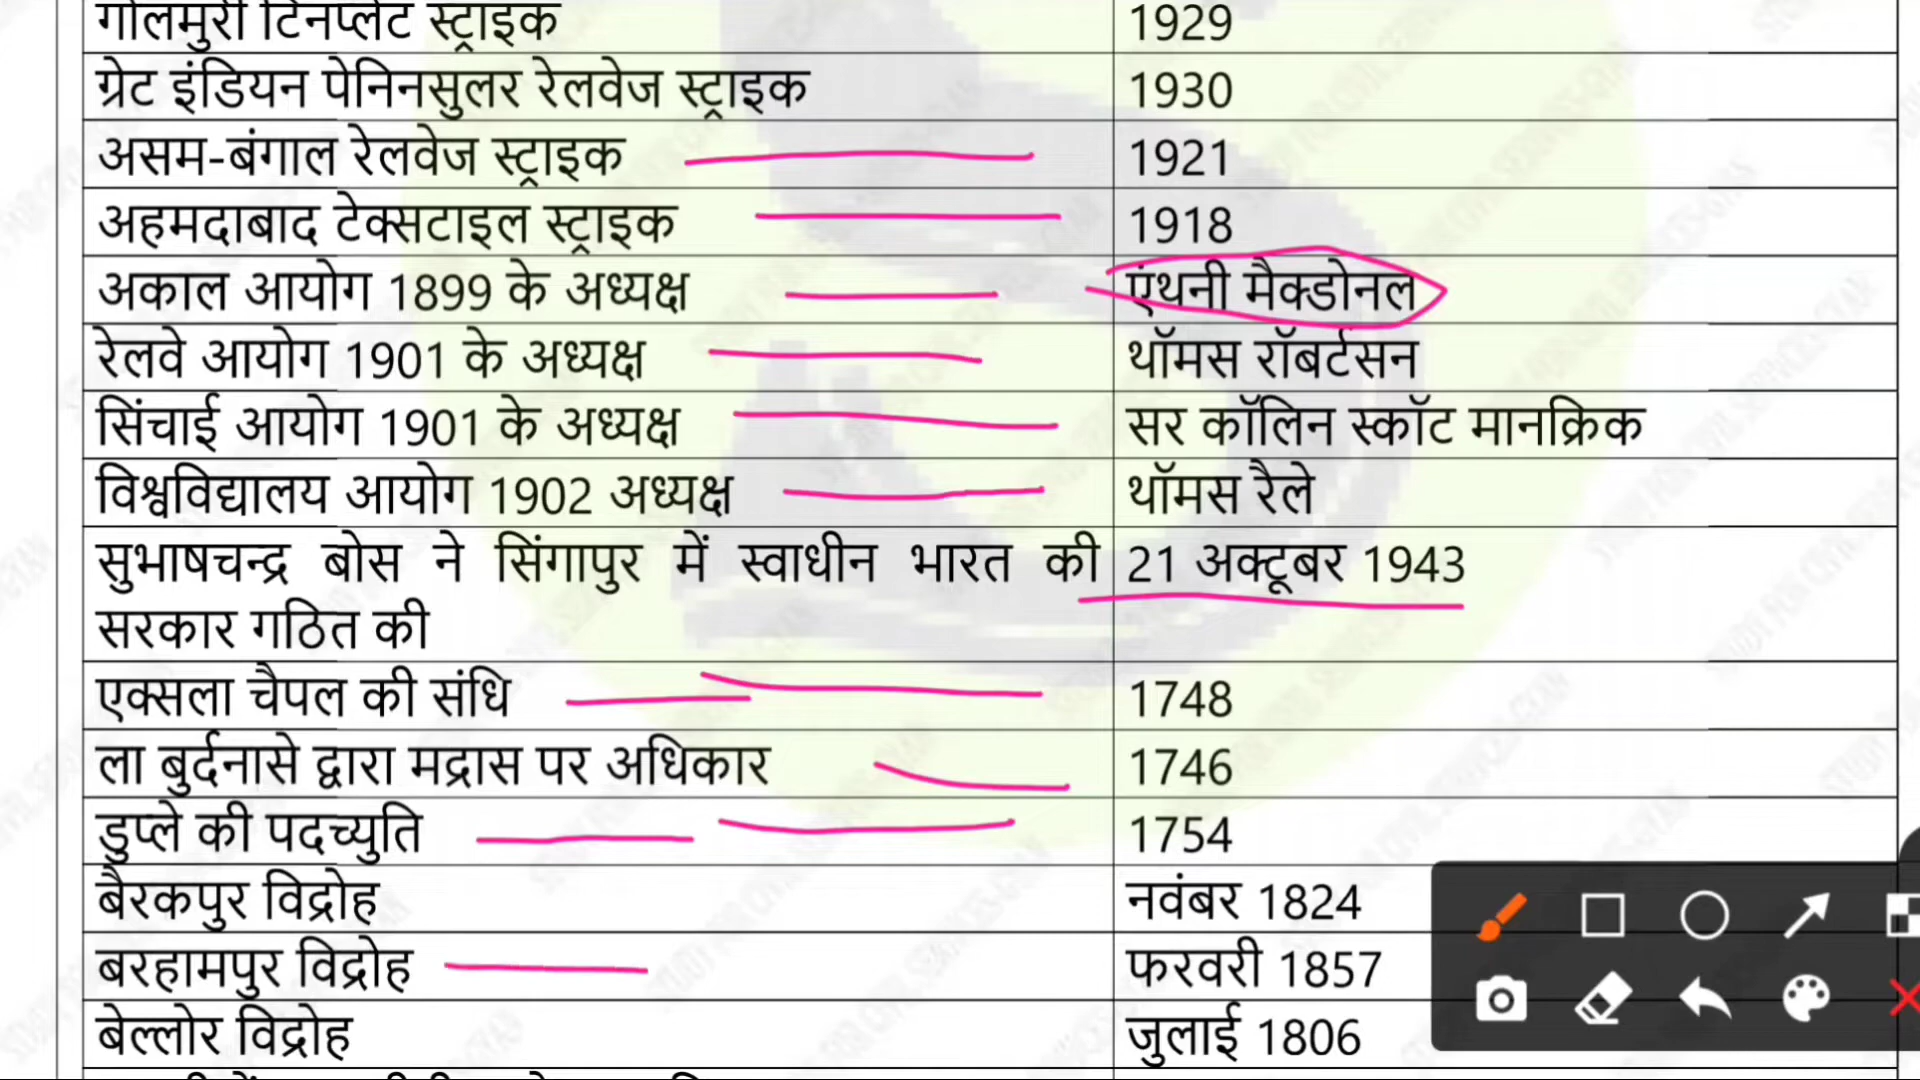 गोलमुरी टिनप्लेट स्ट्राइक 1929
ग्रेट इंडियन पेनिनसुलर रेलवेज स्ट्राइक 1930
असम-बंगाल रेलवेज स्ट्राइक 1921
अहमदाबाद टेक्सटाइल स्ट्राइक 1918
अकाल आयोग 1899 के अध्यक्ष एंथनी मैक्डोनल
रेलवे आयोग 1901 के अध्यक्ष थॉमस रॉबर्टसन
सिंचाई आयोग 1901 के अध्यक्ष सर कॉलिन स्कॉट मानक्रिक
विश्वविद्यालय आयोग 1902 अध्यक्ष थॉमस रैले
सुभाषचन्द्र बोस ने सिंगापुर में स्वाधीन भारत की 21 अक्टूबर 1943
सरकार गठित की
एक्सला चैपल की संधि 1748
ला बुर्दनासे द्वारा मद्रास पर अधिकार 1746
डुप्ले की पदच्युति 1754
बैरकपुर विद्रोह नवंबर 1824
बरहामपुर विद्रोह फरवरी 1857
बेल्लोर विद्रोह जुलाई 1806